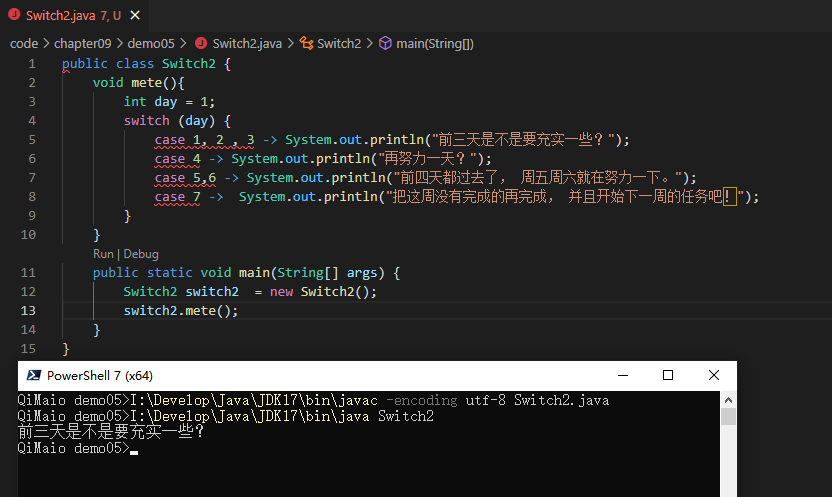 Switch2.java 7, U
code > chapter09 > demo05 > Switch2.java > Switch2 > main(String[])
1 public class Switch2 {
2 void mete(){
3 int day = 1;
4 switch (day) {
5 case 1, 2 , 3 -> System.out.println("前三天是不是要充实一些？");
6 case 4 -> System.out.println("再努力一天？");
7 case 5,6 -> System.out.println("前四天都过去了， 周五周六就在努力一下。");
8 case 7 ->  System.out.println("把这周没有完成的再完成， 并且开始下一周的任务吧！");
9 }
10 }
Run | Debug
11 public static void main(String[] args) {
12 Switch2 switch2  = new Switch2();
13 switch2.mete();
14 }
15 }
PowerShell 7 (x64)
QiMaio demo05>I:\Develop\Java\JDK17\bin\javac -encoding utf-8 Switch2.java
QiMaio demo05>I:\Develop\Java\JDK17\bin\java Switch2
前三天是不是要充实一些？
QiMaio demo05>